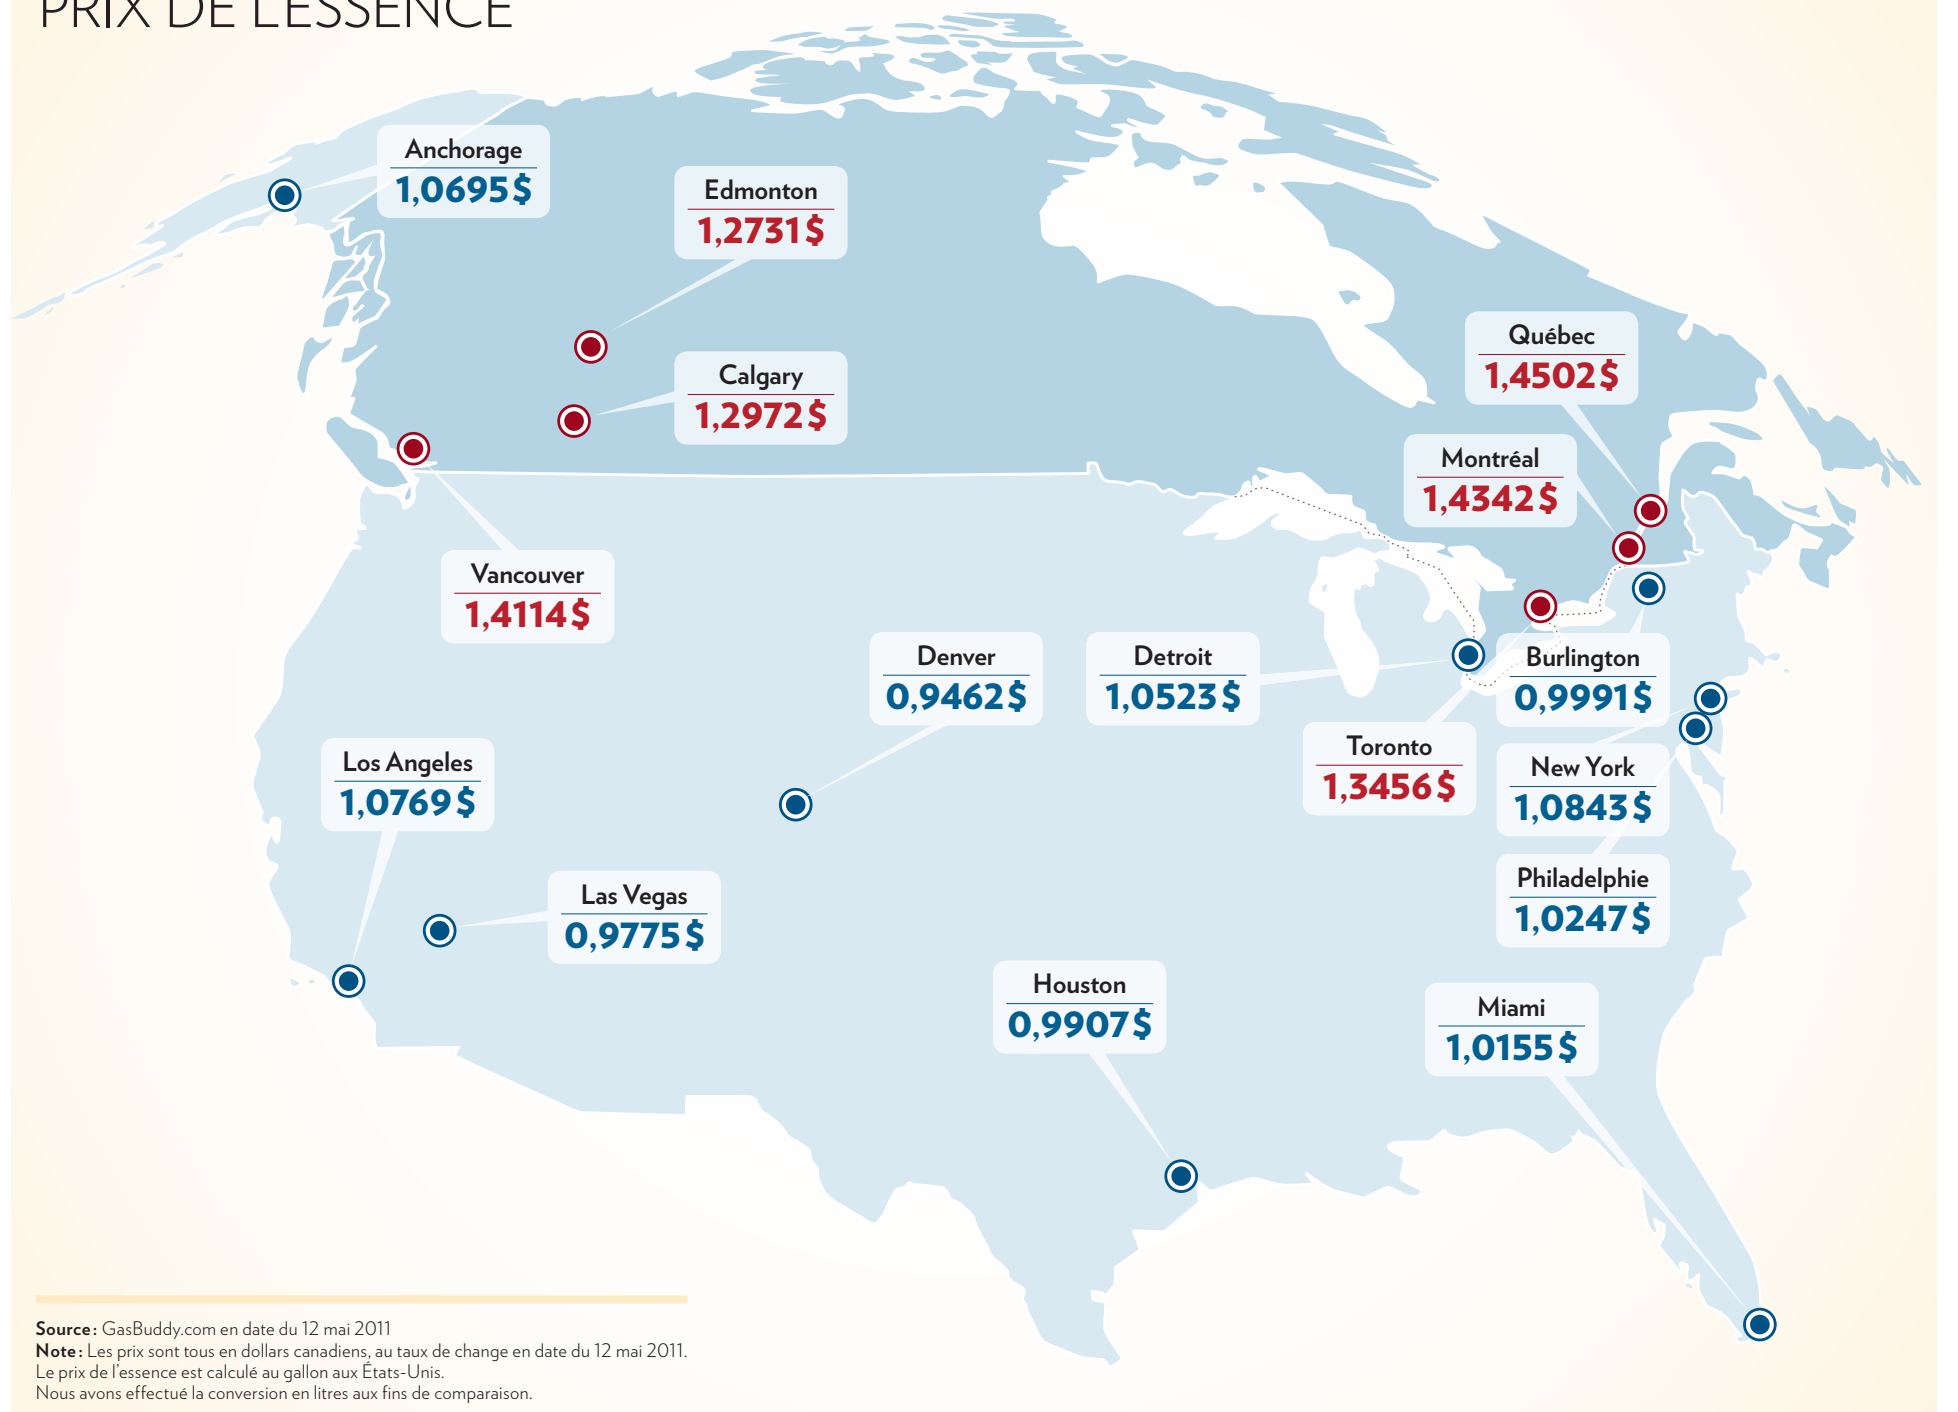 PRIX DE L'ESSENCE
Anchorage
1,0695 $
Edmonton
1,2731 $
Calgary
1,2972 $
Québec
1,4502 $
Montréal
1,4342 $
Vancouver
1,4114 $
Denver
0,9462 $
Detroit
1,0523 $
Burlington
0,9991 $
Toronto
1,3456 $
Los Angeles
1,0769 $
New York
1,0843 $
Las Vegas
0,9775 $
Philadelphie
1,0247 $
Houston
0,9907 $
Miami
1,0155 $
Source : GasBuddy.com en date du 12 mai 2011
Note : Les prix sont tous en dollars canadiens, au taux de change en date du 12 mai 2011.
Le prix de l'essence est calculé au gallon aux États-Unis.
Nous avons effectué la conversion en litres aux fins de comparaison.